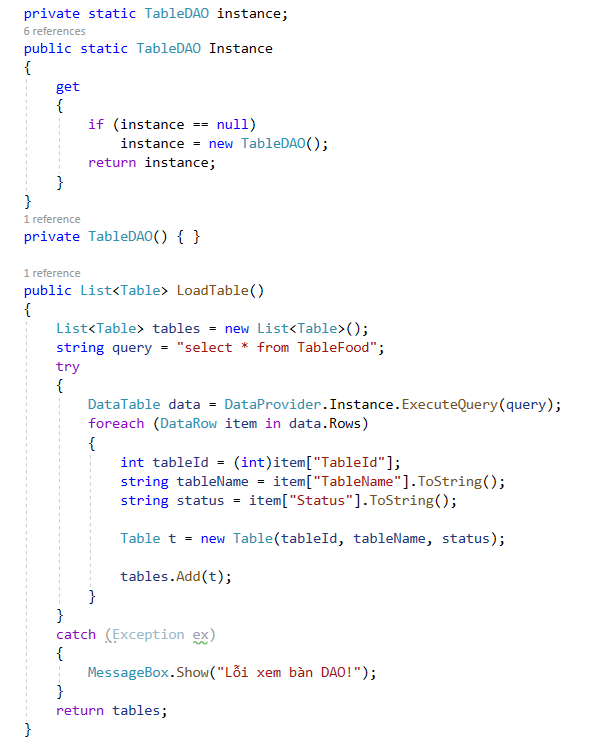 private static TableDAO instance;
6 references
public static TableDAO Instance
{
get
{
if (instance == null)
instance = new TableDAO();
return instance;
}
}
1 reference
private TableDAO() { }
1 reference
public List<Table> LoadTable()
{
List<Table> tables = new List<Table>();
string query = "select * from TableFood";
try
{
DataTable data = DataProvider.Instance.ExecuteQuery(query);
foreach (DataRow item in data.Rows)
{
int tableId = (int)item["TableId"];
string tableName = item["TableName"].ToString();
string status = item["Status"].ToString();
Table t = new Table(tableId, tableName, status);
tables.Add(t);
}
}
catch (Exception ex)
{
MessageBox.Show("Lỗi xem bàn DAO!");
}
return tables;
}